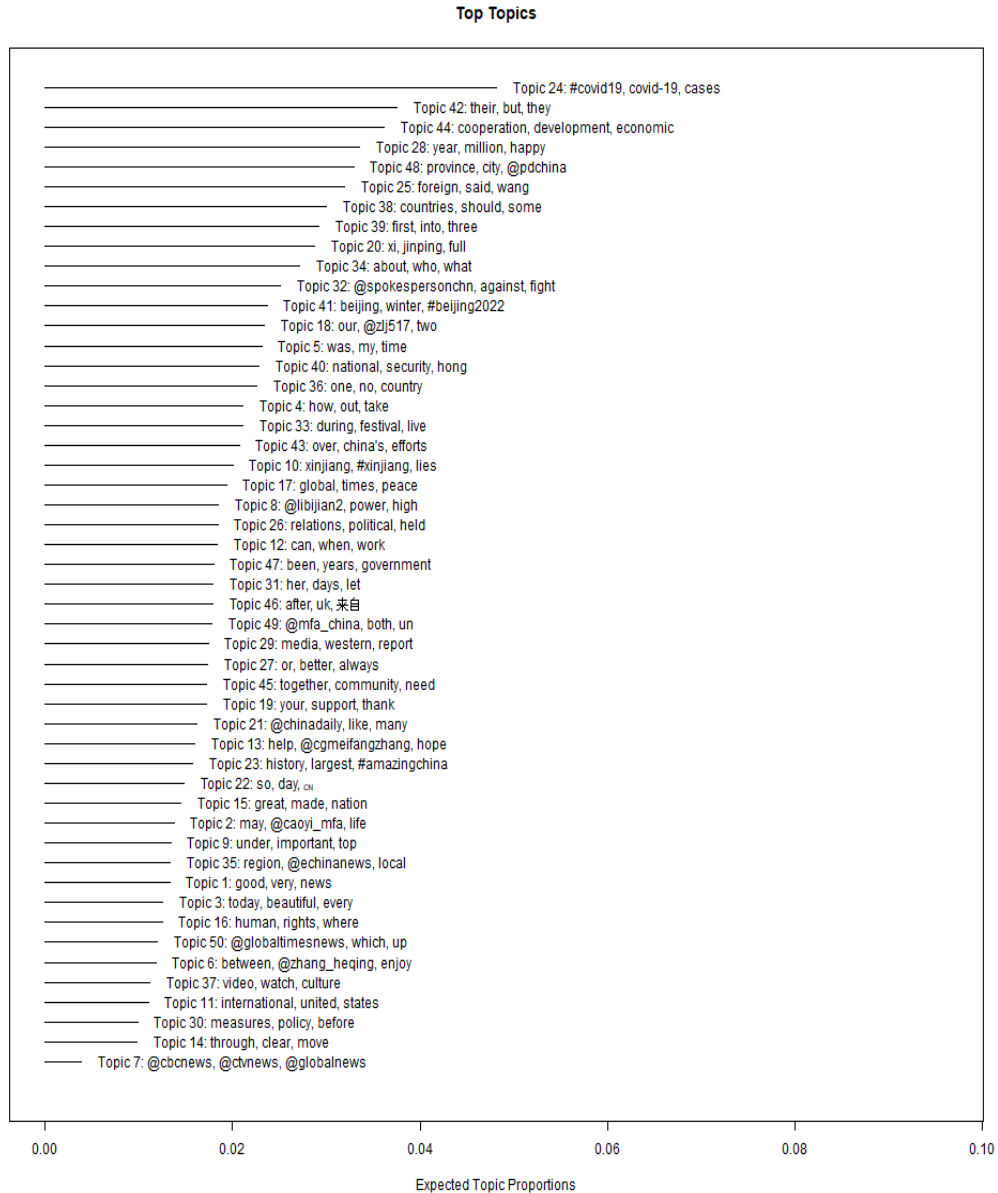 Top Topics
Topic 24: #covid19, covid-19, cases
Topic 42: their, but, they
Topic 44: cooperation, development, economic
Topic 28: year, million, happy
Topic 48: province, city, @pdchina
Topic 25: foreign, said, wang
Topic 38: countries, should, some
Topic 39: first, into, three
Topic 20: xi, jinping, full
Topic 34: about, who, what
Topic 32: @spokespersonchn, against, fight
Topic 41: beijing, winter, #beijing2022
Topic 18: our, @zlj517, two
Topic 5: was, my, time
Topic 40: national, security, hong
Topic 36: one, no, country
Topic 4: how, out, take
Topic 33: during, festival, live
Topic 43: over, china's, efforts
Topic 10: xinjiang, #xinjiang, lies
Topic 17: global, times, peace
Topic 8: @libijian2, power, high
Topic 26: relations, political, held
Topic 12: can, when, work
Topic 47: been, years, government
Topic 31: her, days, let
Topic 46: after, uk, 来自
Topic 49: @mfa_china, both, un
Topic 29: media, western, report
Topic 27: or, better, always
Topic 45: together, community, need
Topic 19: your, support, thank
Topic 21: @chinadaily, like, many
Topic 13: help, @cgmeifangzhang, hope
Topic 23: history, largest, #amazingchina
Topic 22: so, day, CN
Topic 15: great, made, nation
Topic 2: may, @caoyi_mfa, life
Topic 9: under, important, top
Topic 35: region, @echinanews, local
Topic 1: good, very, news
Topic 3: today, beautiful, every
Topic 16: human, rights, where
Topic 50: @globaltimesnews, which, up
Topic 6: between, @zhang_heqing, enjoy
Topic 37: video, watch, culture
Topic 11: international, united, states
Topic 30: measures, policy, before
Topic 14: through, clear, move
Topic 7: @cbcnews, @ctvnews, @globalnews
0.00 0.02 0.04 0.06 0.08 0.10
Expected Topic Proportions